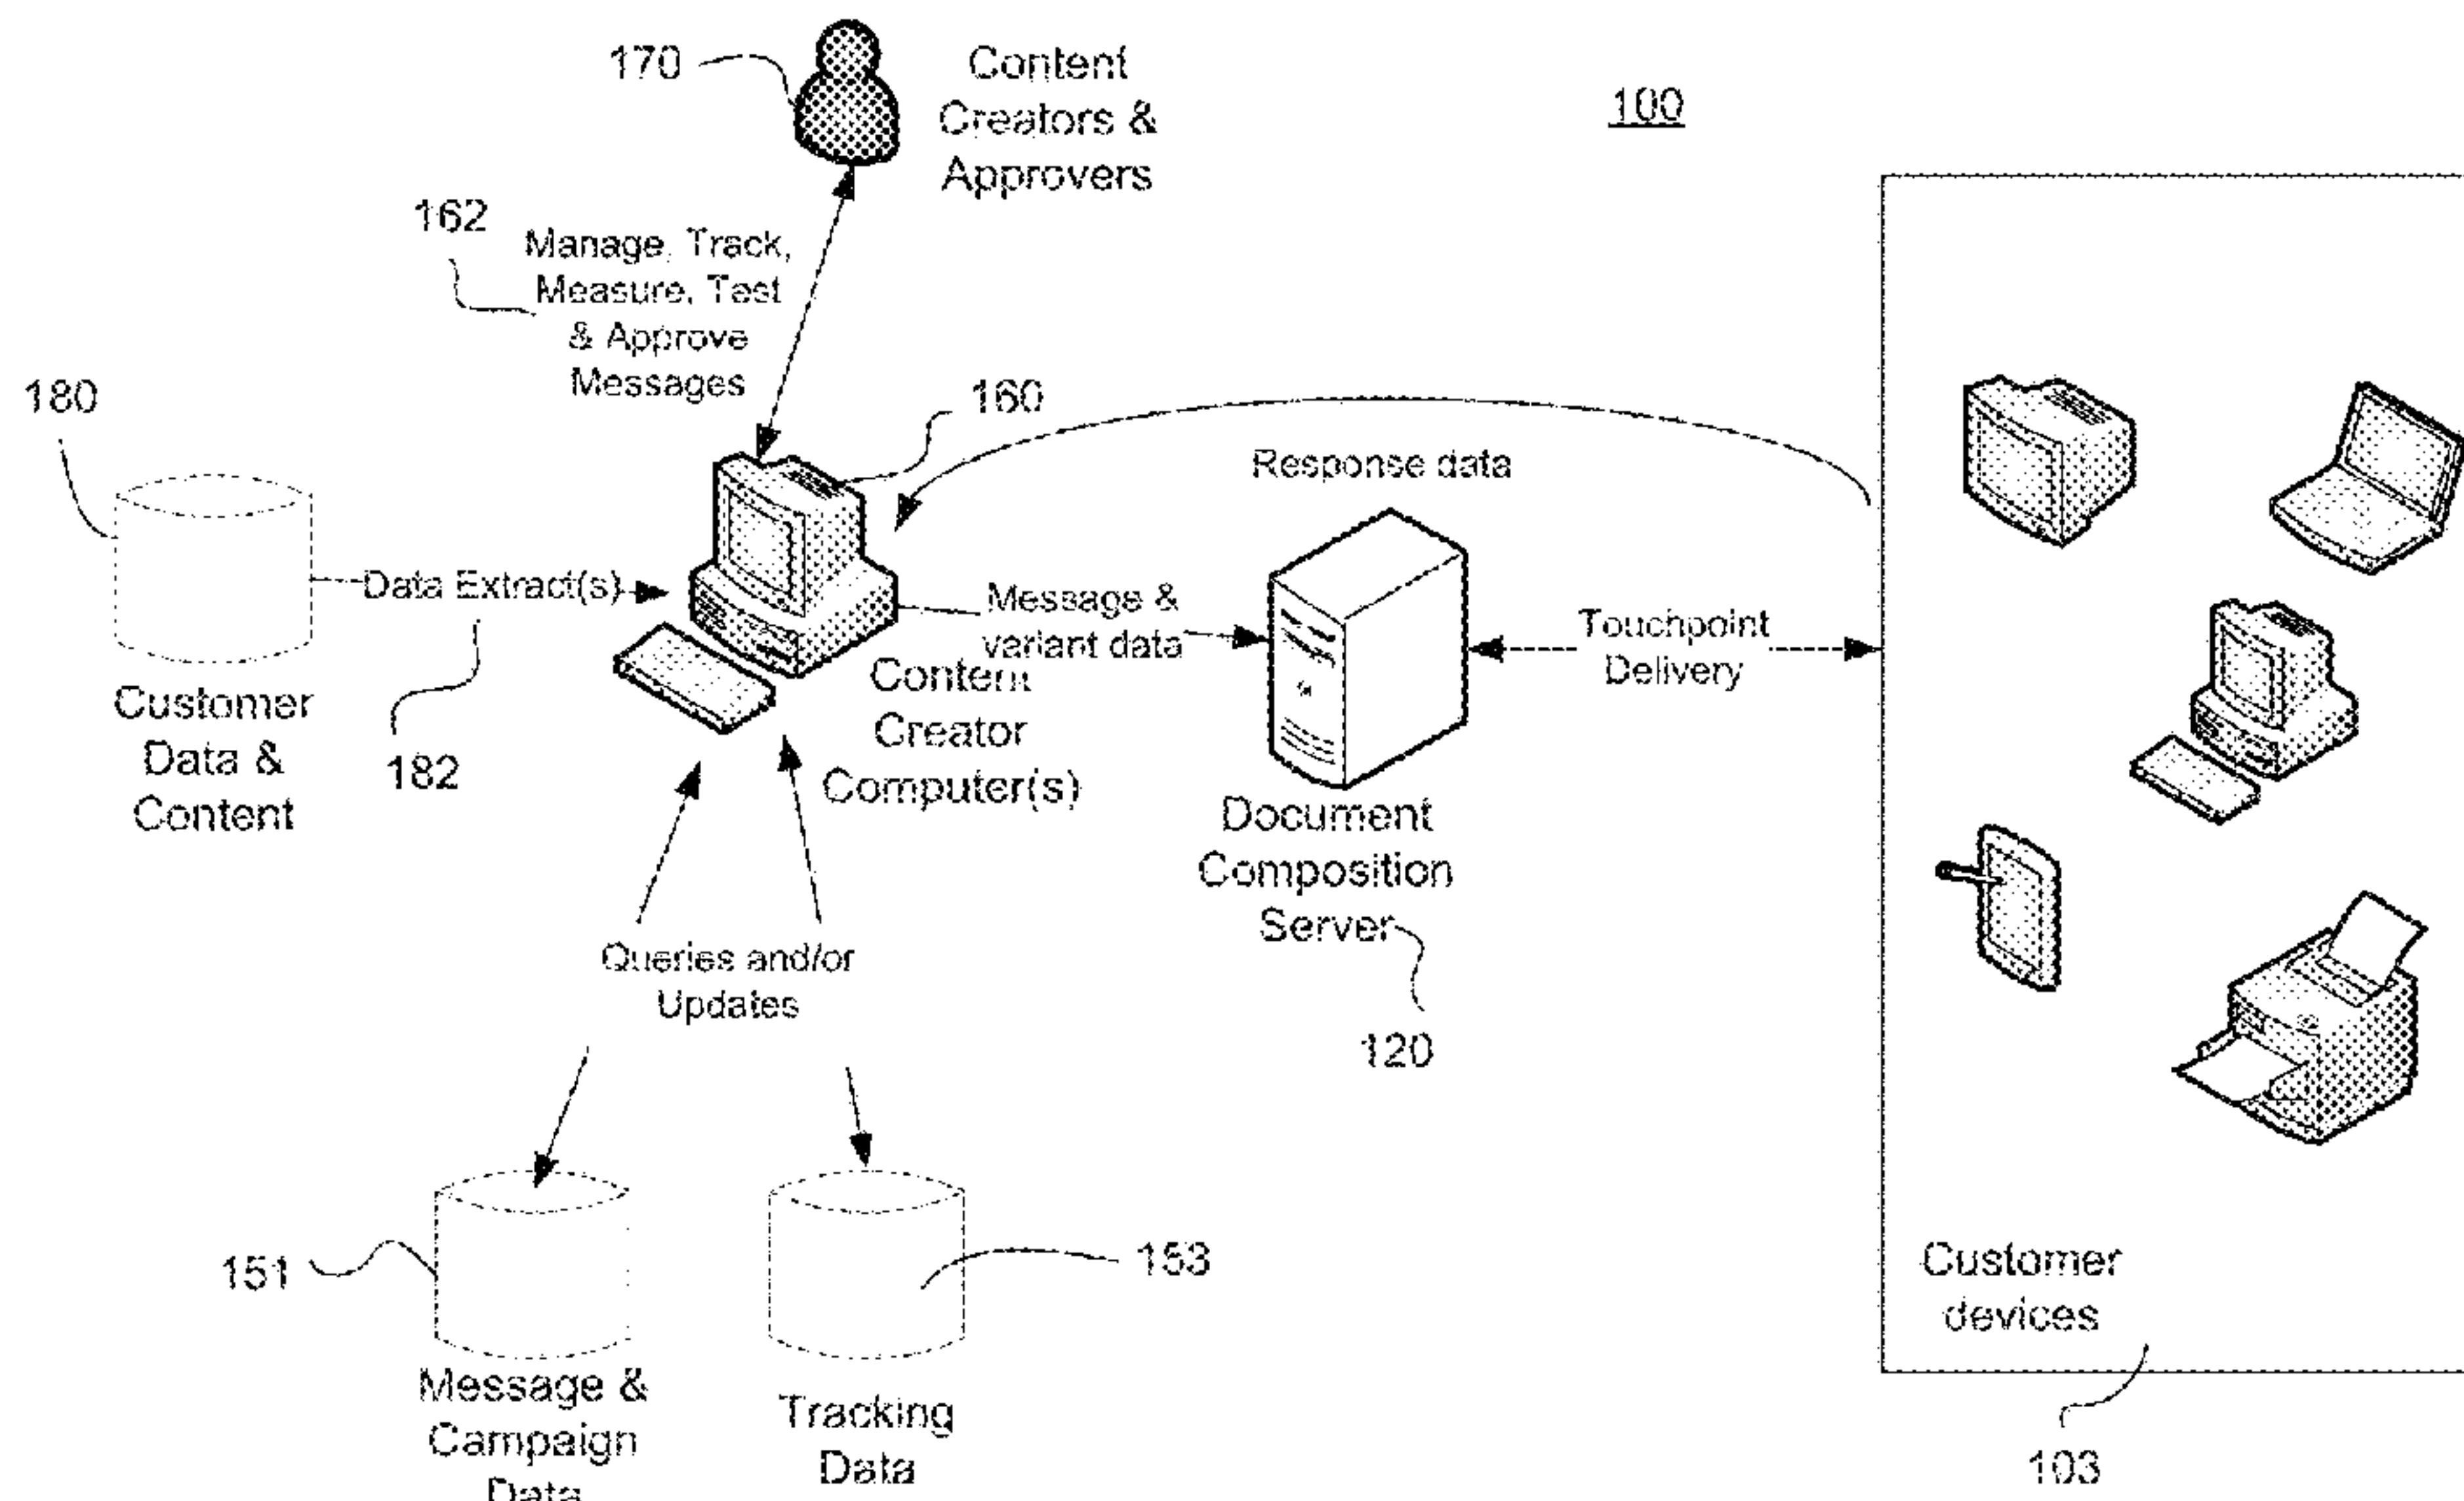 170
Content
Creators &
Approvers
100
162
Manage, Track,
Measure, Test
& Approve
Messages
180
160
Response data
Data Extract(s)
Message &
variant data
Touchpoint
Delivery
Customer
Data &
Content
182
Content
Creator
Computer(s)
Document
Composition
Server
120
Queries and/or
Updates
151
153
Message &
Campaign
Data
Tracking
Data
Customer
devices
103